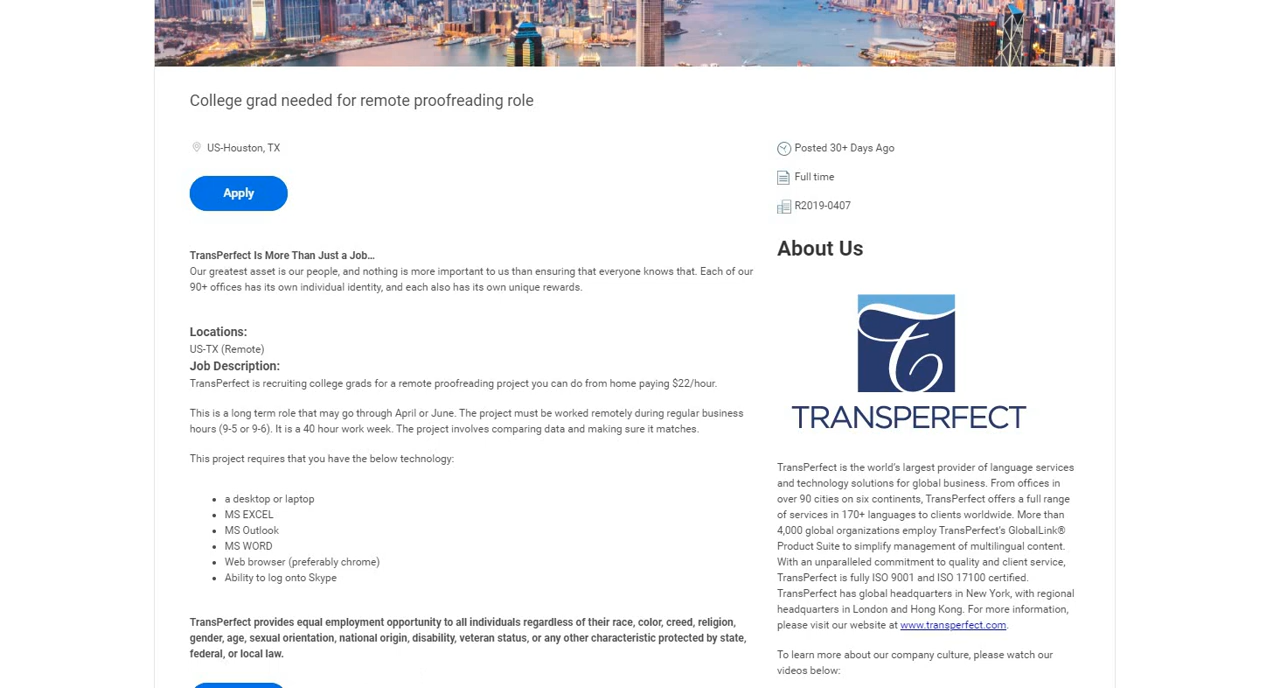 College grad needed for remote proofreading role
US-Houston, TX
Apply
TransPerfect Is More Than Just a Job…
Our greatest asset is our people, and nothing is more important to us than ensuring that everyone knows that. Each of our
90+ offices has its own individual identity, and each also has its own unique rewards.
Locations:
US-TX (Remote)
Job Description:
TransPerfect is recruiting college grads for a remote proofreading project you can do from home paying $22/hour.
This is a long term role that may go through April or June. The project must be worked remotely during regular business
hours (9-5 or 9-6). It is a 40 hour work week. The project involves comparing data and making sure it matches.
This project requires that you have the below technology:
• a desktop or laptop
• MS EXCEL
• MS Outlook
• MS WORD
• Web browser (preferably chrome)
• Ability to log onto Skype
TransPerfect provides equal employment opportunity to all individuals regardless of their race, color, creed, religion,
gender, age, sexual orientation, national origin, disability, veteran status, or any other characteristic protected by state,
federal, or local law.
Posted 30+ Days Ago
Full time
R2019-0407
About Us
t
TRANSPERFECT
TransPerfect is the world's largest provider of language services
and technology solutions for global business. From offices in
over 90 cities on six continents, TransPerfect offers a full range
of services in 170+ languages to clients worldwide. More than
4,000 global organizations employ TransPerfect's GlobalLink®
Product Suite to simplify management of multilingual content.
With an unparalleled commitment to quality and client service,
TransPerfect is fully ISO 9001 and ISO 17100 certified.
TransPerfect has global headquarters in New York, with regional
headquarters in London and Hong Kong. For more information,
please visit our website at www.transperfect.com.
To learn more about our company culture, please watch our
videos below: